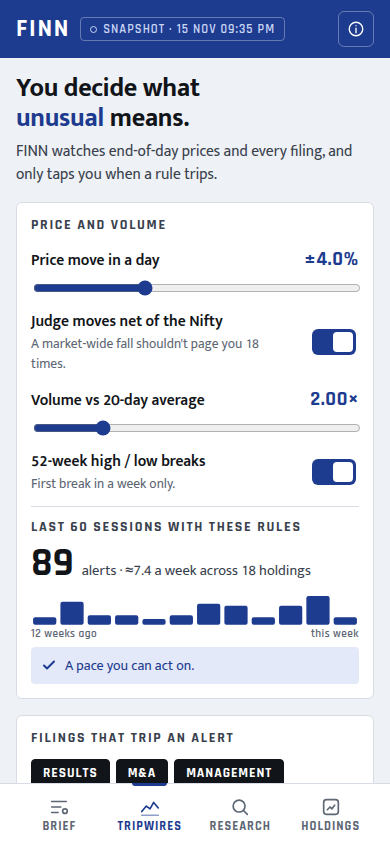 FINN
SNAPSHOT · 15 NOV 09:35 PM
You decide what
unusual means.
FINN watches end-of-day prices and every filing, and
only taps you when a rule trips.
PRICE AND VOLUME
Price move in a day
±4.0%
Judge moves net of the Nifty
A market-wide fall shouldn't page you 18
times.
Volume vs 20-day average
2.00×
52-week high / low breaks
First break in a week only.
LAST 60 SESSIONS WITH THESE RULES
89 alerts · ≈7.4 a week across 18 holdings
12 weeks ago
this week
A pace you can act on.
FILINGS THAT TRIP AN ALERT
RESULTS
M&A
MANAGEMENT
BRIEF
TRIPWIRES
RESEARCH
HOLDINGS